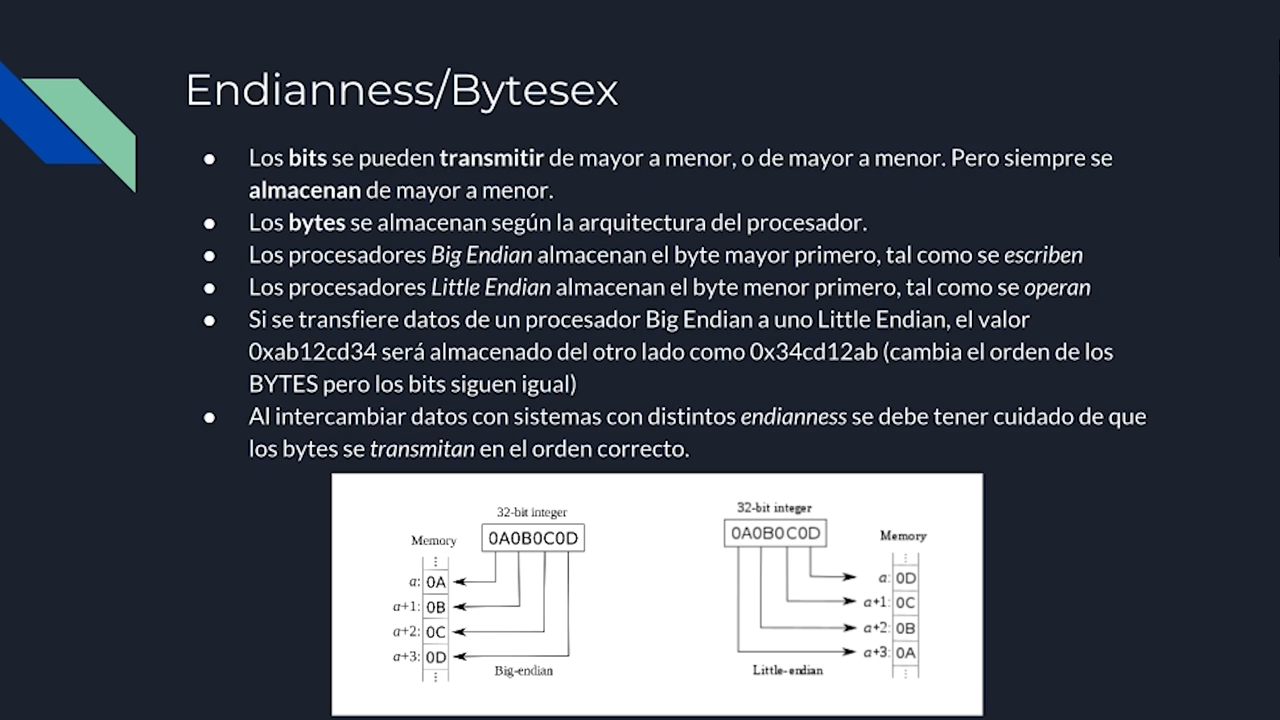 Endianness/Bytesex
● Los bits se pueden transmitir de mayor a menor, o de mayor a menor. Pero siempre se
almacenan de mayor a menor.
● Los bytes se almacenan según la arquitectura del procesador.
● Los procesadores Big Endian almacenan el byte mayor primero, tal como se escriben
● Los procesadores Little Endian almacenan el byte menor primero, tal como se operan
● Si se transfiere datos de un procesador Big Endian a uno Little Endian, el valor
0xab12cd34 será almacenado del otro lado como 0x34cd12ab (cambia el orden de los
BYTES pero los bits siguen igual)
● Al intercambiar datos con sistemas con distintos endianness se debe tener cuidado de que
los bytes se transmitan en el orden correcto.
32-bit integer
0A0B0C0D
Memory
⋮
a: 0A
a+1: 0B
a+2: 0C
a+3: 0D
⋮
Big-endian
32-bit integer
0A0B0C0D
Memory
⋮
a: 0D
a+1: 0C
a+2: 0B
a+3: 0A
⋮
Little-endian